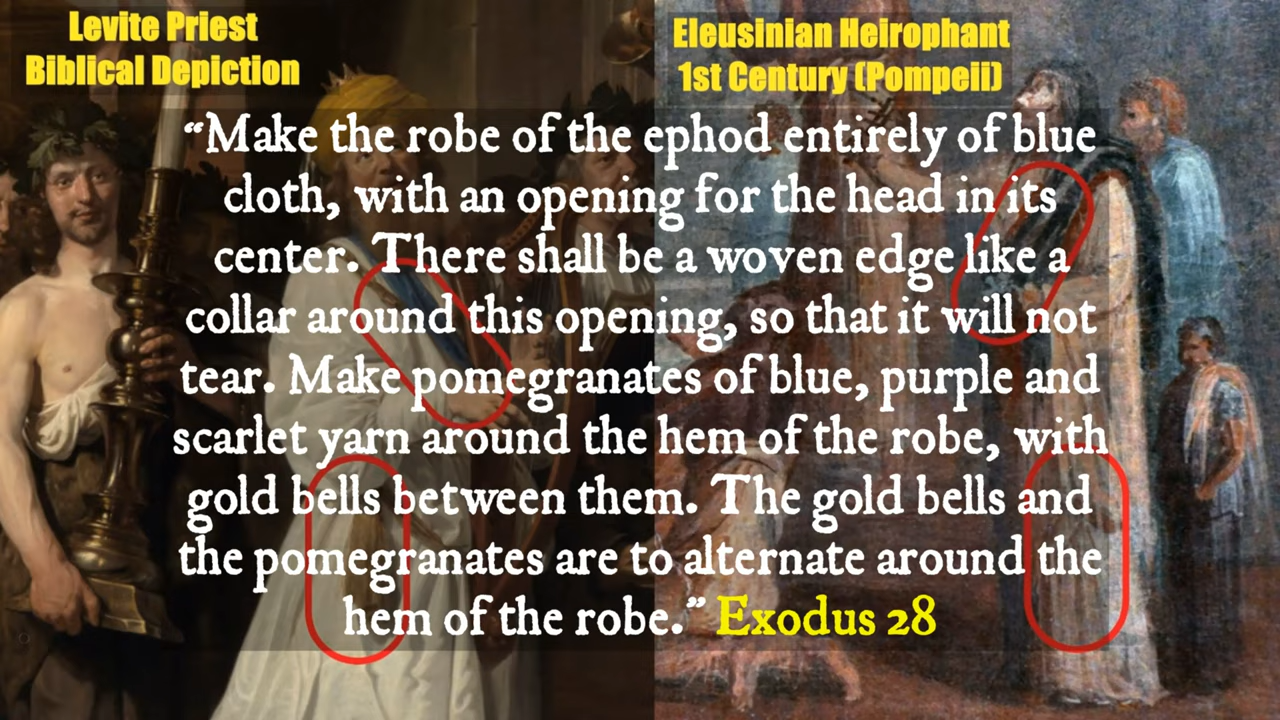 Levite Priest
Biblical Depiction
Eleusinian Heirophant
1st Century (Pompeii)
“Make the robe of the ephod entirely of blue
cloth, with an opening for the head in its
center. There shall be a woven edge like a
collar around this opening, so that it will not
tear. Make pomegranates of blue, purple and
scarlet yarn around the hem of the robe, with
gold bells between them. The gold bells and
the pomegranates are to alternate around the
hem of the robe.” Exodus 28